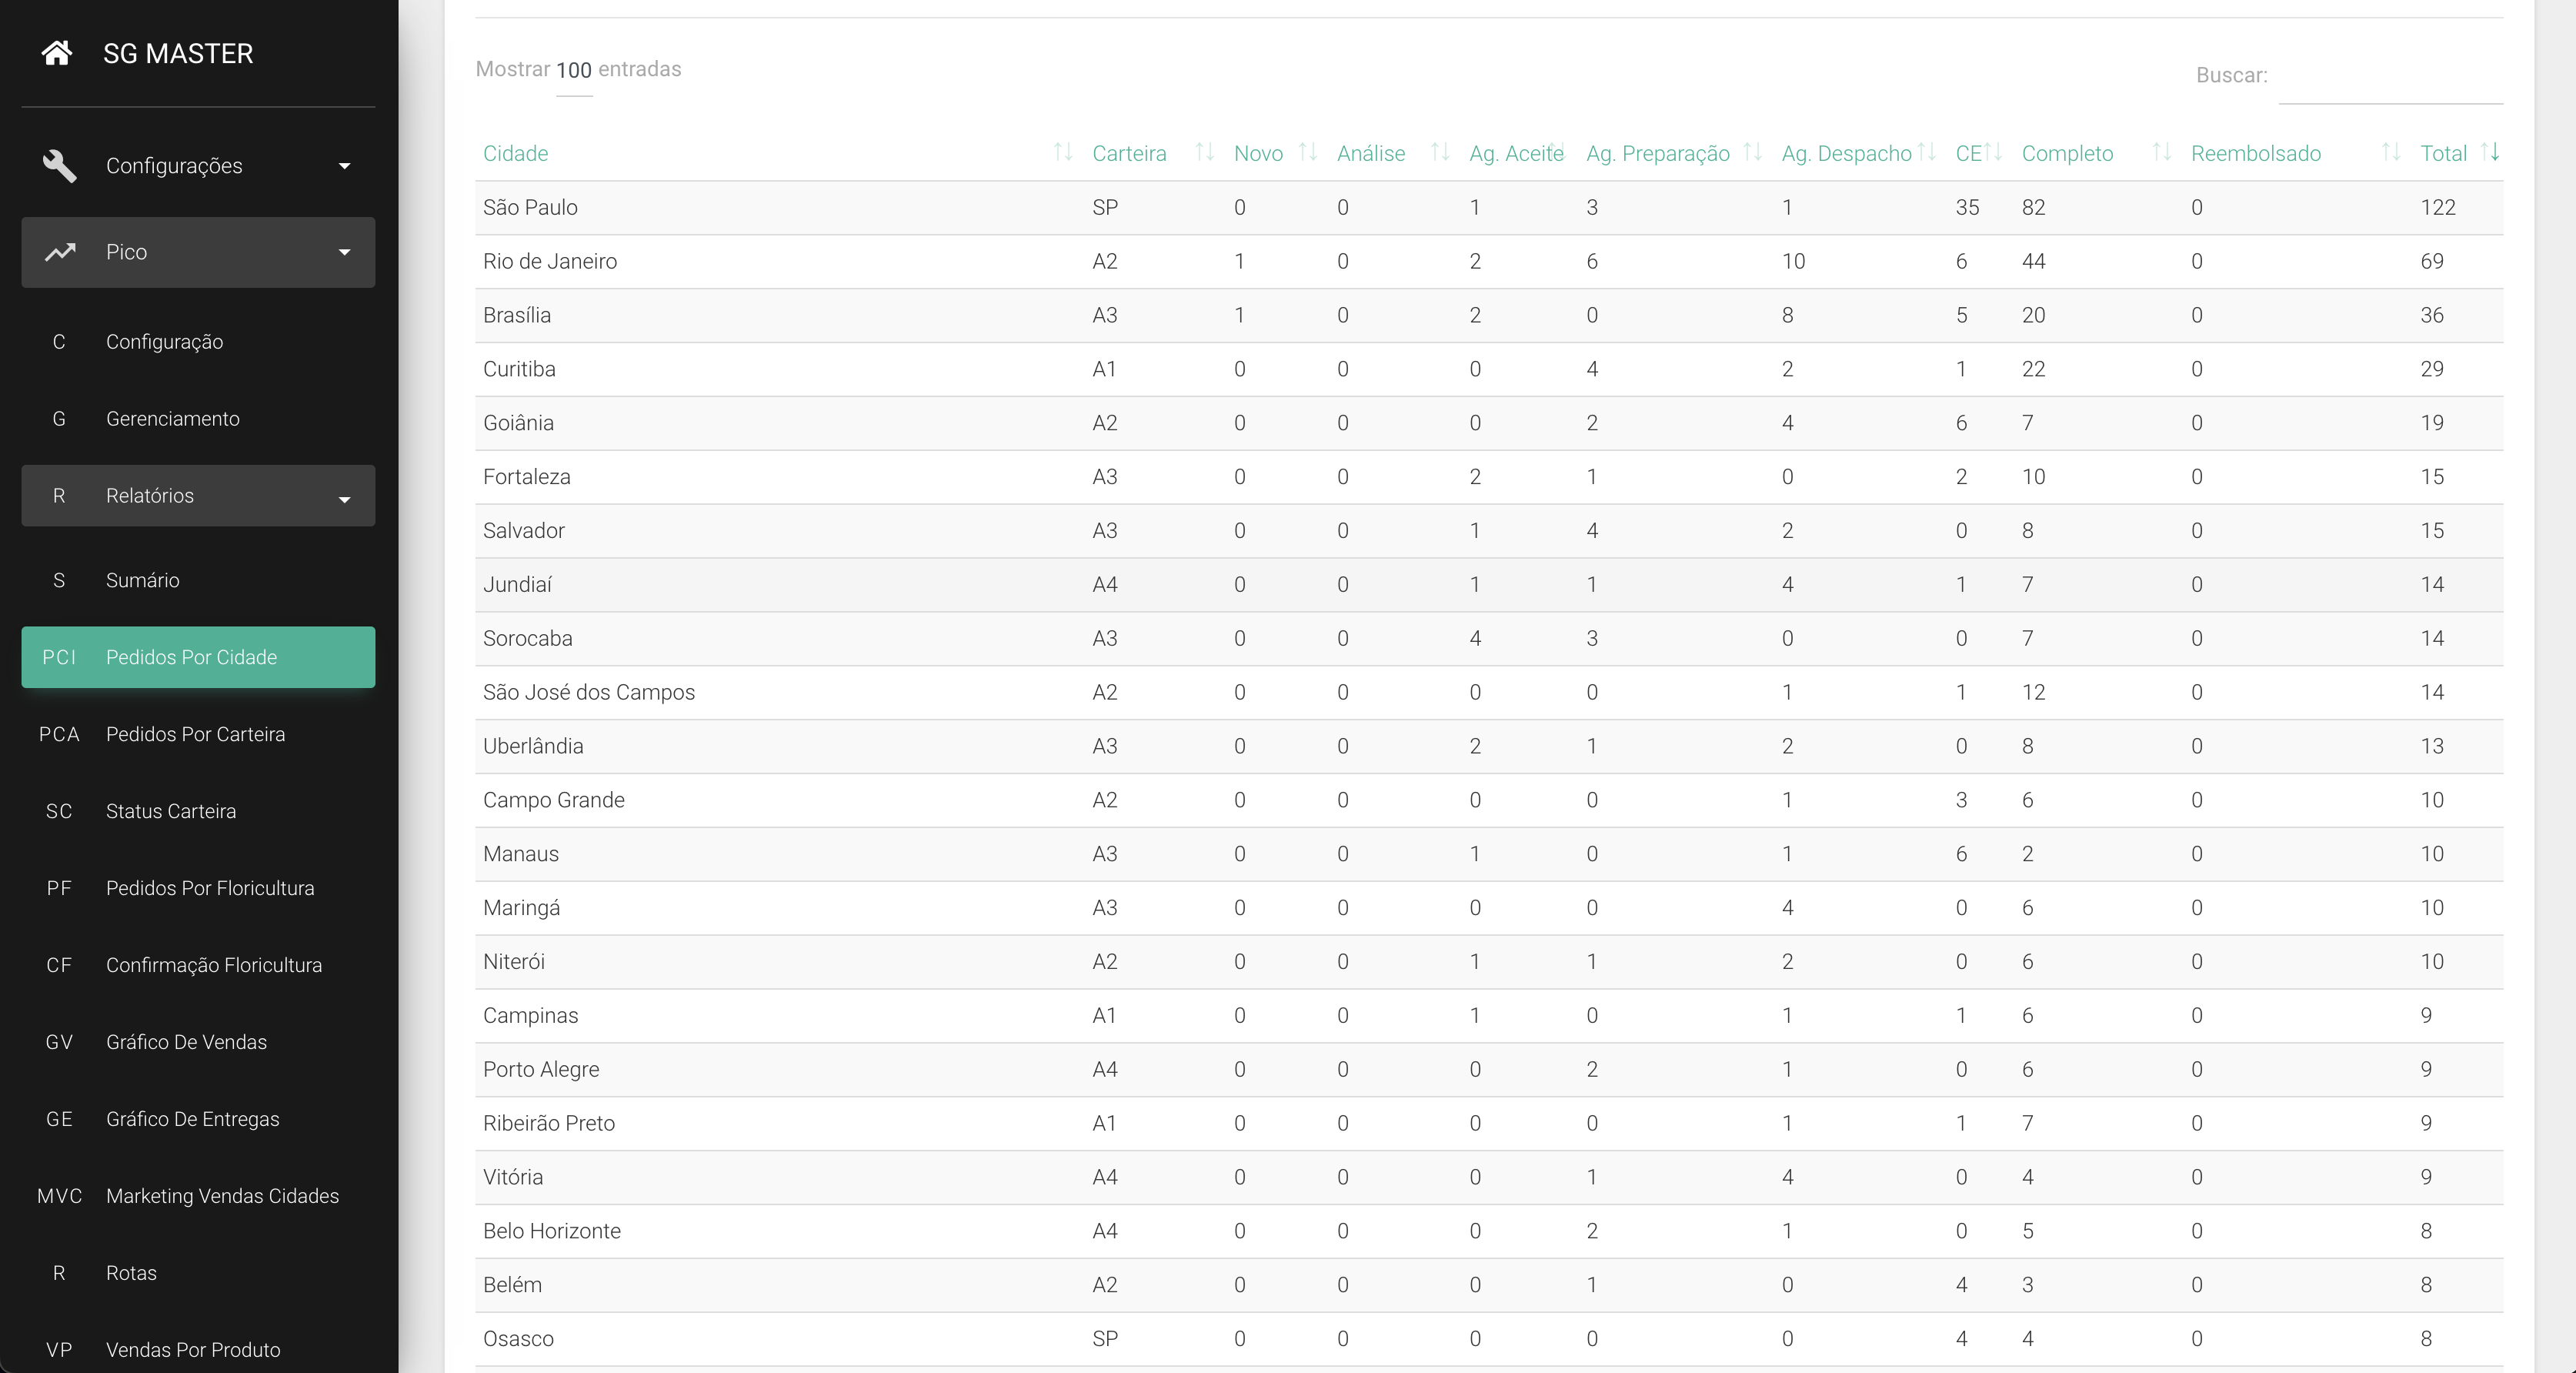 SG MASTER
Configurações
Pico
C Configuração
G Gerenciamento
R Relatórios
S Sumário
PCI Pedidos Por Cidade
PCA Pedidos Por Carteira
SC Status Carteira
PF Pedidos Por Floricultura
CF Confirmação Floricultura
GV Gráfico De Vendas
GE Gráfico De Entregas
MVC Marketing Vendas Cidades
R Rotas
VP Vendas Por Produto
Mostrar 100 entradas
Buscar:
Cidade Carteira Novo Análise Ag. Aceite Ag. Preparação Ag. Despacho CE Completo Reembolsado Total
São Paulo SP 0 0 1 3 1 35 82 0 122
Rio de Janeiro A2 1 0 2 6 10 6 44 0 69
Brasília A3 1 0 2 0 8 5 20 0 36
Curitiba A1 0 0 0 4 2 1 22 0 29
Goiânia A2 0 0 0 2 4 6 7 0 19
Fortaleza A3 0 0 2 1 0 2 10 0 15
Salvador A3 0 0 1 4 2 0 8 0 15
Jundiaí A4 0 0 1 1 4 1 7 0 14
Sorocaba A3 0 0 4 3 0 0 7 0 14
São José dos Campos A2 0 0 0 0 1 1 12 0 14
Uberlândia A3 0 0 2 1 2 0 8 0 13
Campo Grande A2 0 0 0 0 1 3 6 0 10
Manaus A3 0 0 1 0 1 6 2 0 10
Maringá A3 0 0 0 0 4 0 6 0 10
Niterói A2 0 0 1 1 2 0 6 0 10
Campinas A1 0 0 1 0 1 1 6 0 9
Porto Alegre A4 0 0 0 2 1 0 6 0 9
Ribeirão Preto A1 0 0 0 0 1 1 7 0 9
Vitória A4 0 0 0 1 4 0 4 0 9
Belo Horizonte A4 0 0 0 2 1 0 5 0 8
Belém A2 0 0 0 1 0 4 3 0 8
Osasco SP 0 0 0 0 0 4 4 0 8